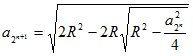 a_{2^{n+1}} = \sqrt{2R^2 - 2R\sqrt{R^2 - \frac{a_{2^n}^2}{4}}}